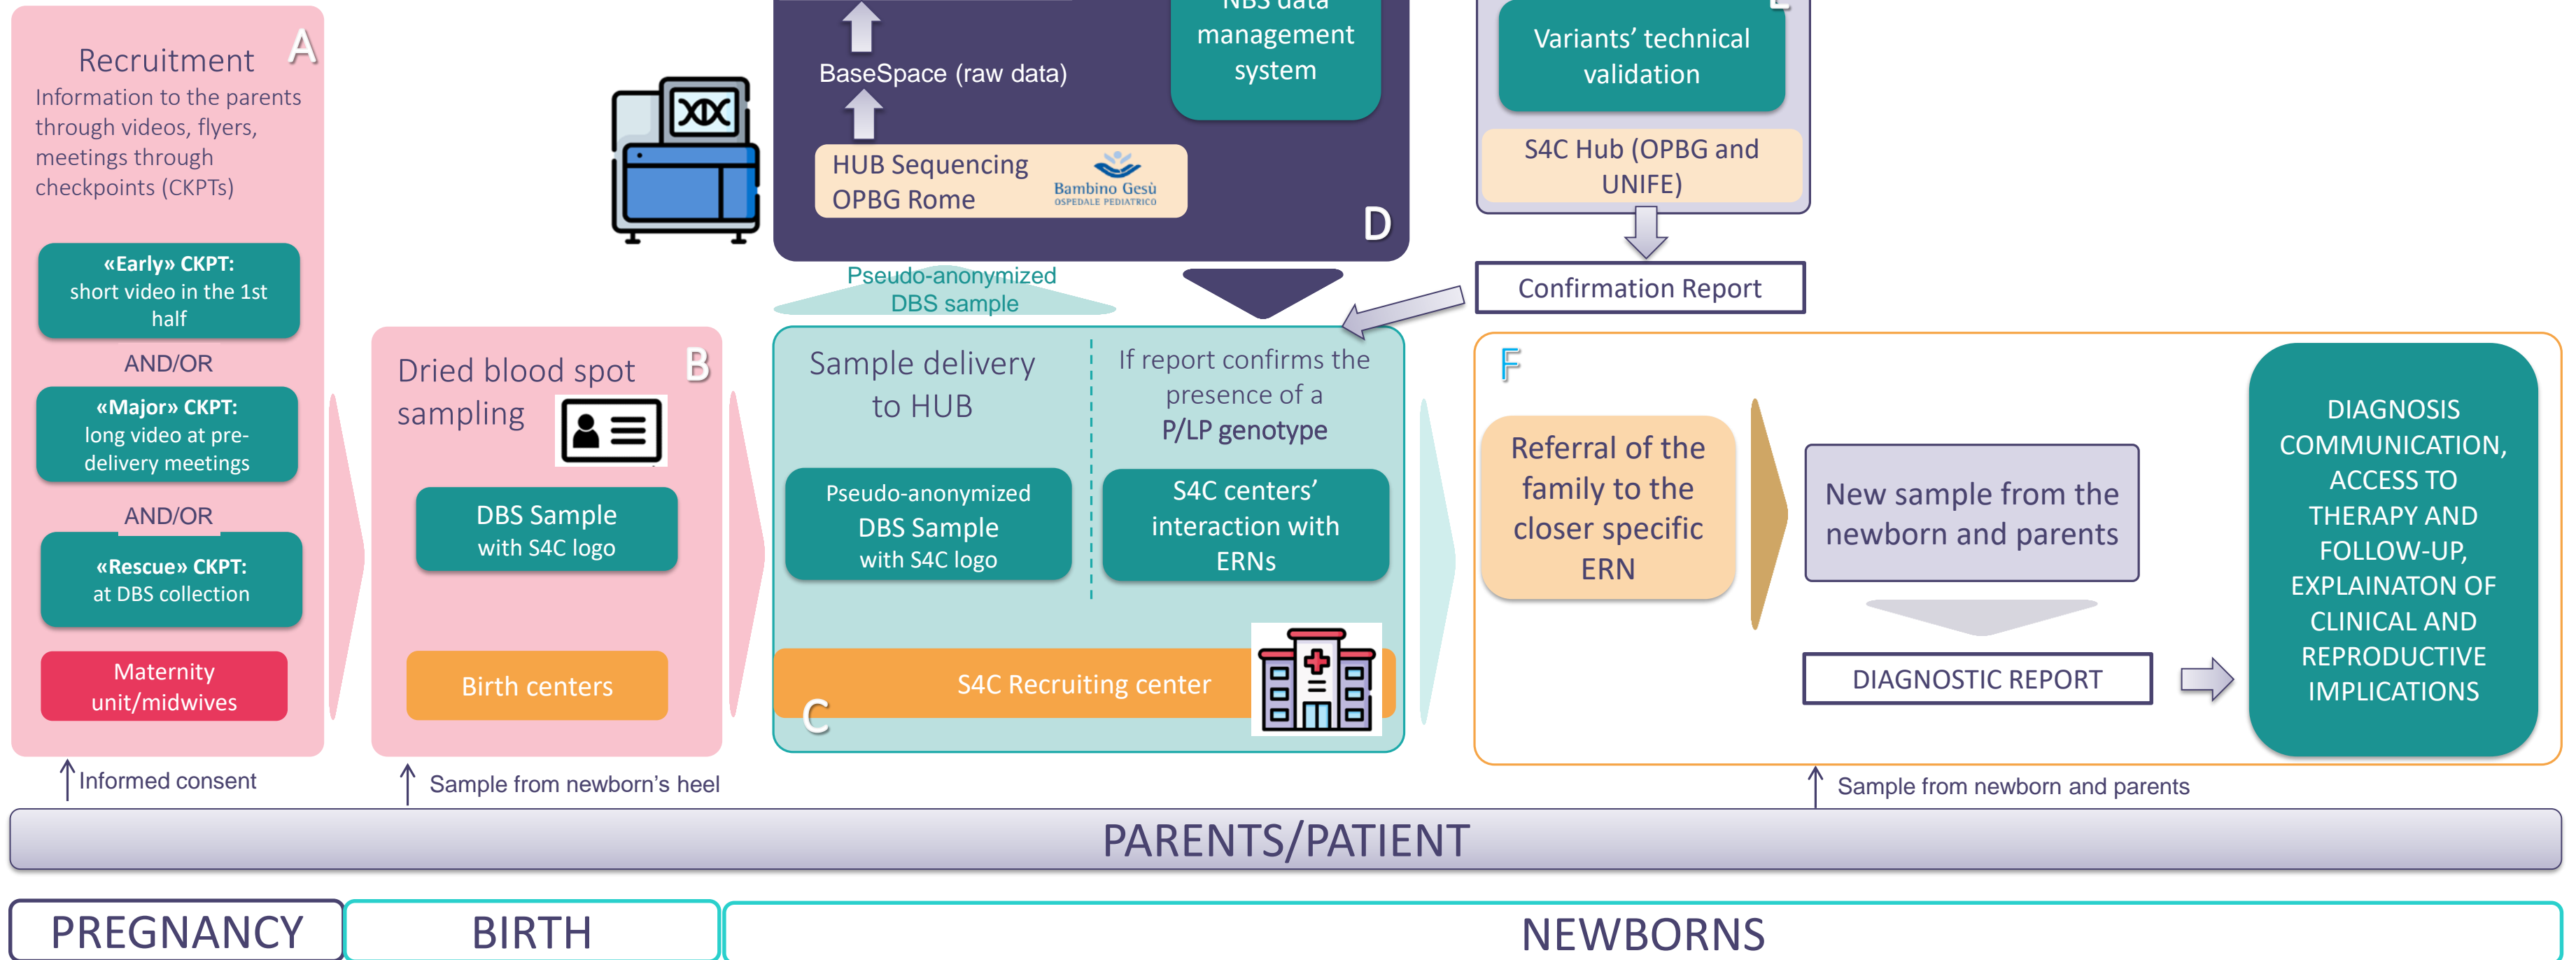 A
Recruitment
Information to the parents
through videos, flyers,
meetings through
checkpoints (CKPTs)
«Early» CKPT:
short video in the 1st
half
AND/OR
«Major» CKPT:
long video at pre-
delivery meetings
AND/OR
«Rescue» CKPT:
at DBS collection
Maternity
unit/midwives
Informed consent
B
Dried blood spot
sampling
DBS Sample
with S4C logo
Birth centers
Sample from newborn's heel
NBS data
management
system
BaseSpace (raw data)
HUB Sequencing
OPBG Rome
Bambino Gesù
OSPEDALE PEDIATRICO
D
Pseudo-anonymized
DBS sample
Sample delivery
to HUB
Pseudo-anonymized
DBS Sample
with S4C logo
If report confirms the
presence of a
P/LP genotype
S4C centers'
interaction with
ERNs
S4C Recruiting center
C
Variants' technical
validation
S4C Hub (OPBG and
UNIFE)
Confirmation Report
F
Referral of the
family to the
closer specific
ERN
New sample from the
newborn and parents
DIAGNOSTIC REPORT
DIAGNOSIS
COMMUNICATION,
ACCESS TO
THERAPY AND
FOLLOW-UP,
EXPLAINATON OF
CLINICAL AND
REPRODUCTIVE
IMPLICATIONS
Sample from newborn and parents
PARENTS/PATIENT
PREGNANCY
BIRTH
NEWBORNS